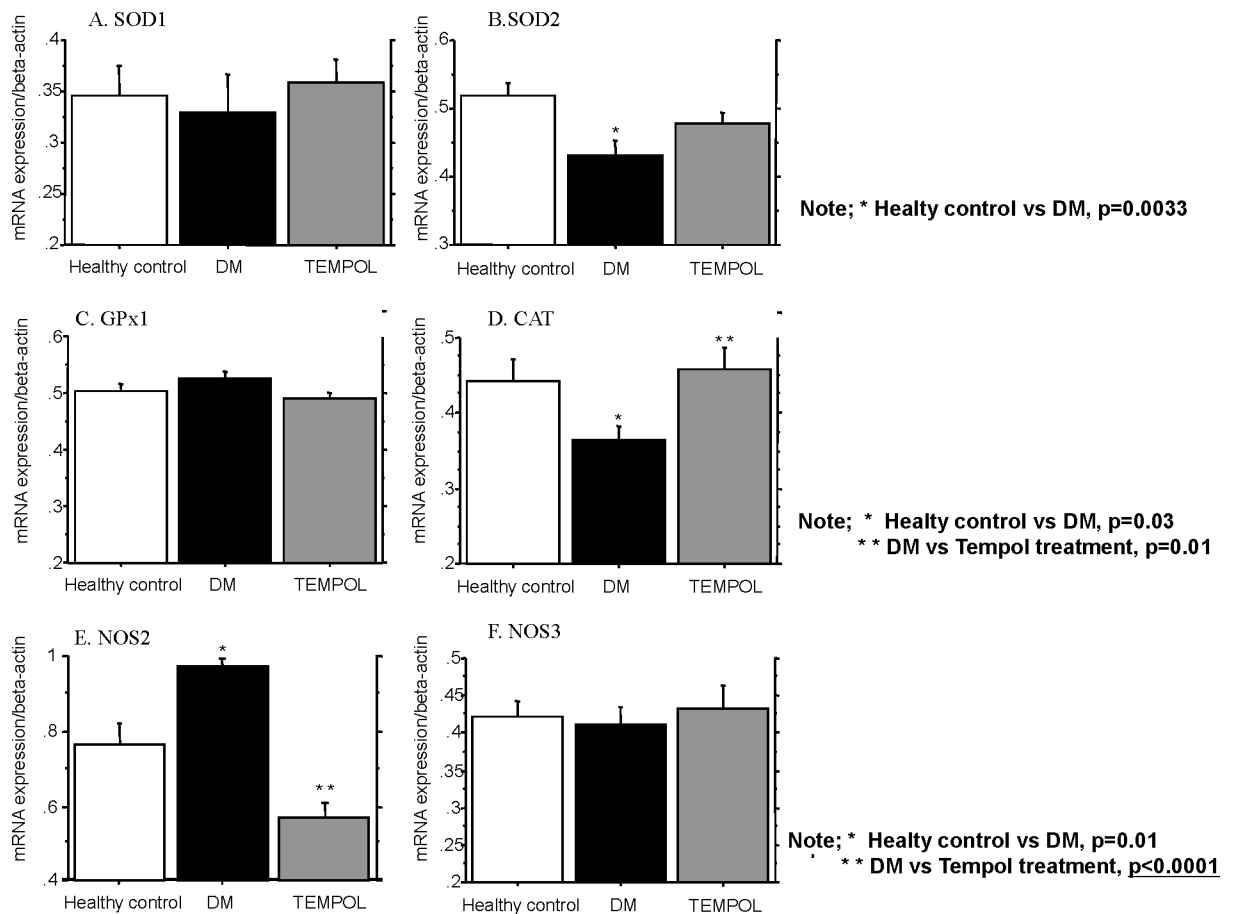 A. SOD1
mRNA expression/beta-actin
.4
.35
.3
.25
.2
Healthy control DM TEMPOL
B.SOD2
mRNA expression/beta-actin
.6
.5
.4
.3
*
Healthy control DM TEMPOL
Note; * Healty control vs DM, p=0.0033
C. GPx1
mRNA expression/beta-actin
.6
.5
.4
.3
.2
Healthy control DM TEMPOL
D. CAT
mRNA expression/beta-actin
.5
.4
.3
.2
* **
Healthy control DM TEMPOL
Note; * Healty control vs DM, p=0.03
** DM vs Tempol treatment, p=0.01
E. NOS2
mRNA expression/beta-actin
1
.8
.6
.4
* **
Healthy control DM TEMPOL
F. NOS3
mRNA expression/beta-actin
.5
.45
.4
.35
.3
.25
.2
Healthy control DM TEMPOL
Note; * Healty control vs DM, p=0.01
** DM vs Tempol treatment, p<0.0001